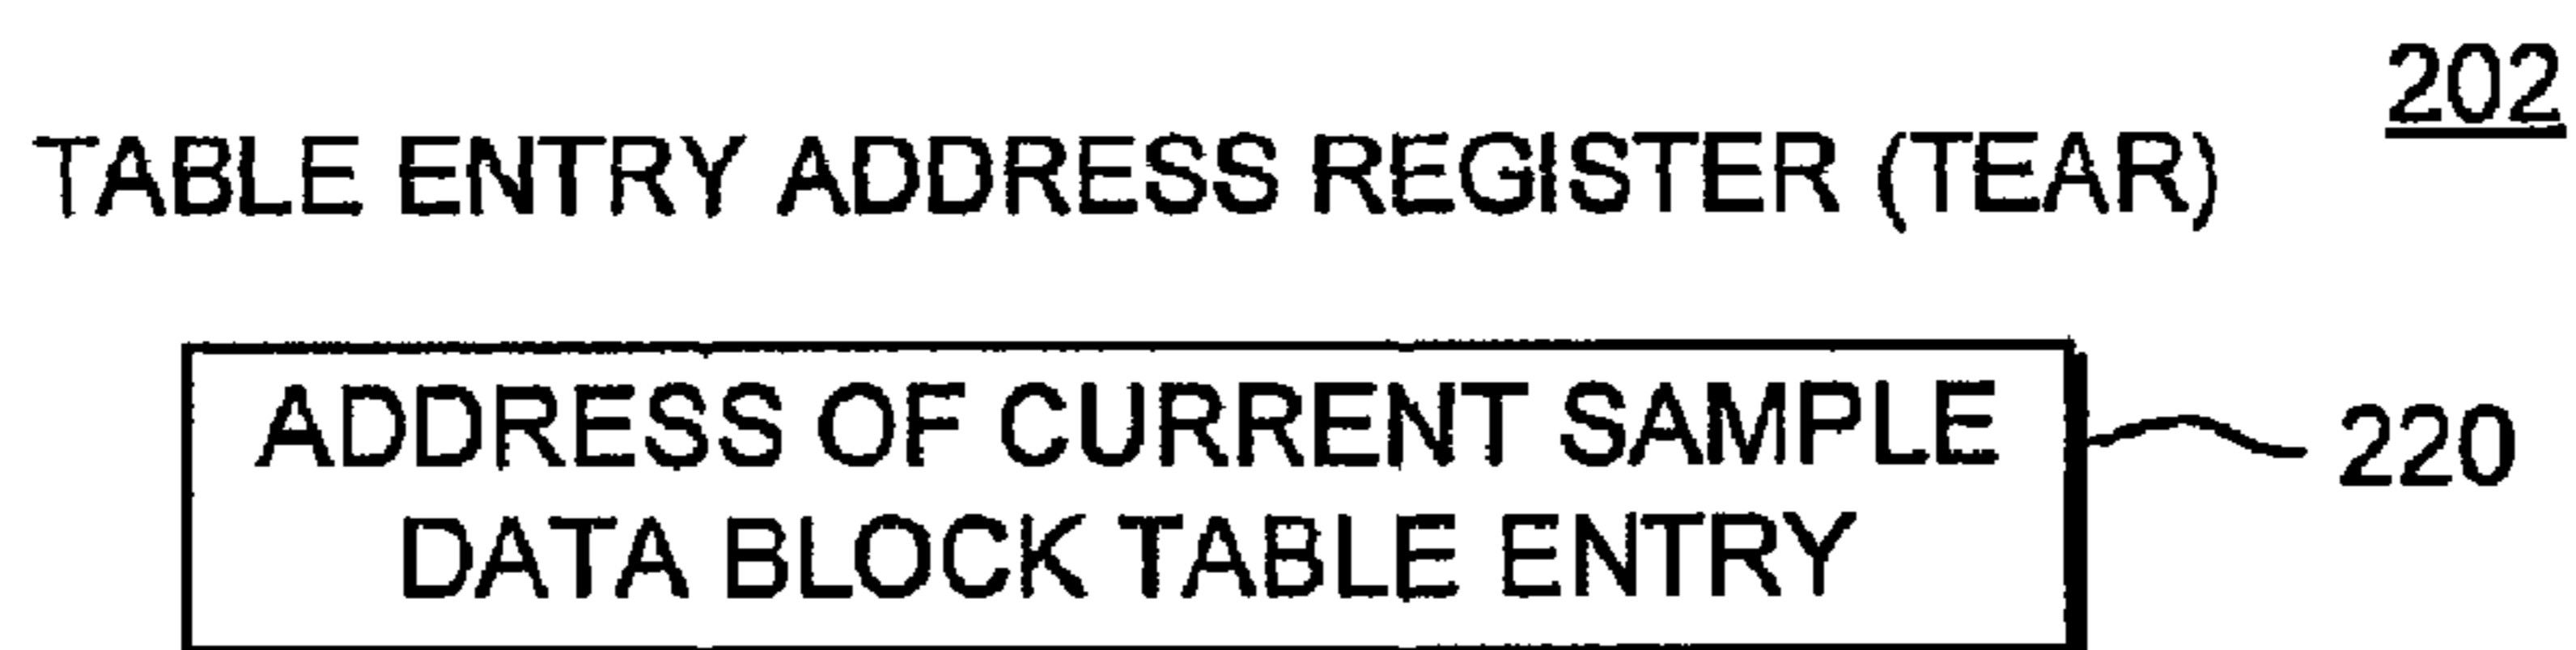 202
TABLE ENTRY ADDRESS REGISTER (TEAR)
ADDRESS OF CURRENT SAMPLE
DATA BLOCK TABLE ENTRY
220